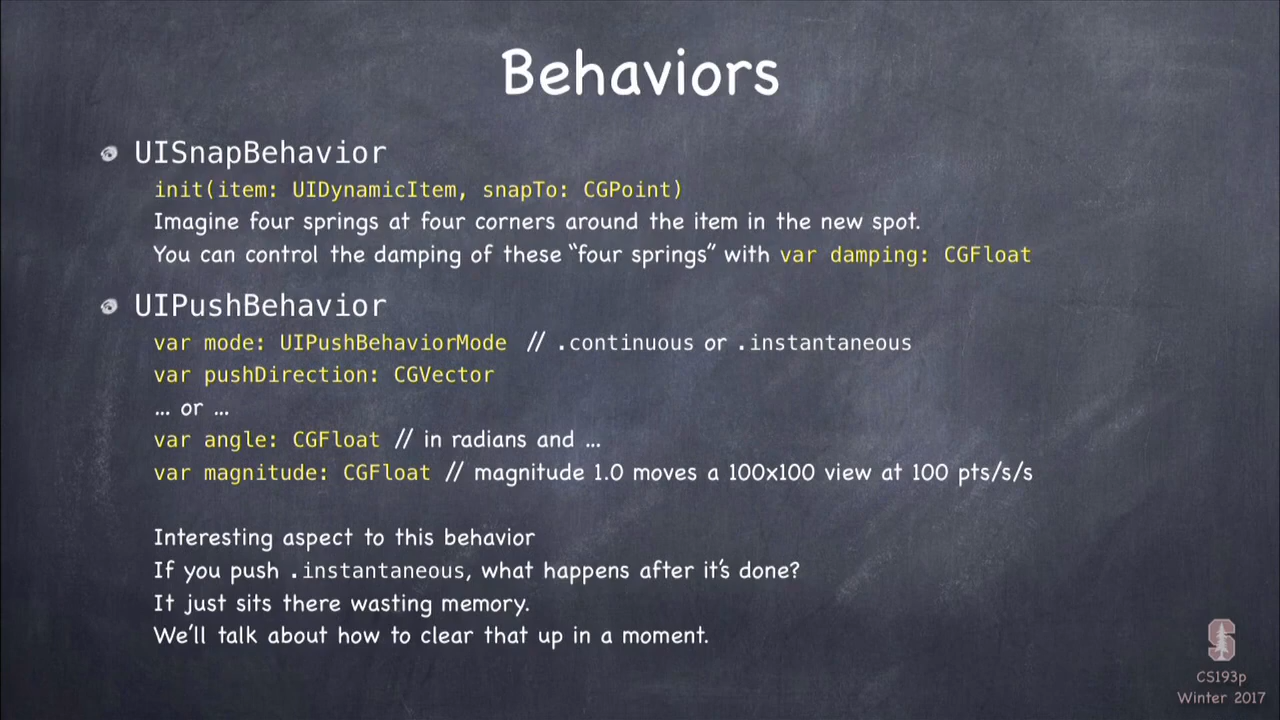 Behaviors
UISnapBehavior
init(item: UIDynamicItem, snapTo: CGPoint)
Imagine four springs at four corners around the item in the new spot.
You can control the damping of these “four springs” with var damping: CGFloat
UIPushBehavior
var mode: UIPushBehaviorMode // .continuous or .instantaneous
var pushDirection: CGVector
… or …
var angle: CGFloat // in radians and …
var magnitude: CGFloat // magnitude 1.0 moves a 100x100 view at 100 pts/s/s
Interesting aspect to this behavior
If you push .instantaneous, what happens after it’s done?
It just sits there wasting memory.
We’ll talk about how to clear that up in a moment.
S
CS193p
Winter 2017